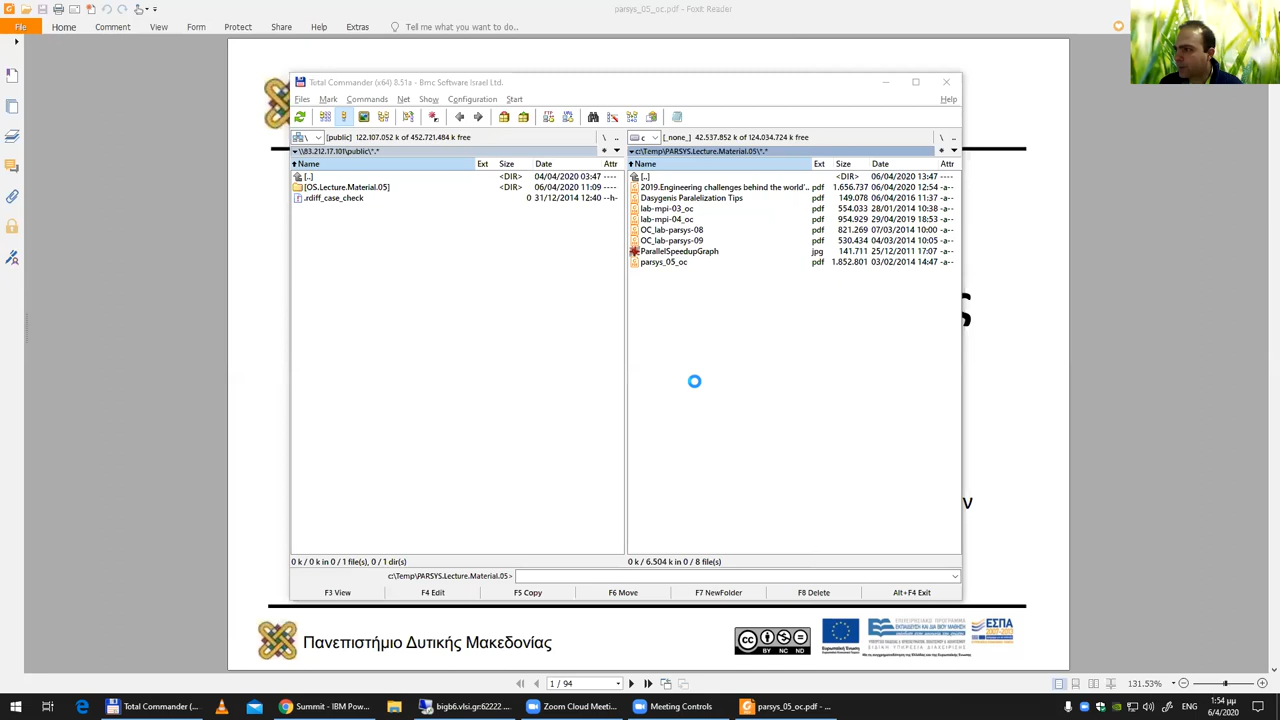 parsys_05_oc.pdf - Foxit Reader
File Home Comment View Form Protect Share Help Extras Tell me what you want to do..
Total Commander (x64) 8.51a - Bmc Software Israel Ltd.
Files Mark Commands Net Show Configuration Start Help
[public] 122.107.052 k of 452.721.484 k free \ ..
c [_none_] 42.537.852 k of 124.034.724 k free \ ..
\\83.212.17.101\public\*.* * 
c:\Temp\PARSYS.Lecture.Material.05\*.* *
Name Ext Size Date Attr
[..] <DIR> 04/04/2020 03:47 ----
[OS.Lecture.Material.05] <DIR> 06/04/2020 11:09 ----
.rdiff_case_check 0 31/12/2014 12:40 --h-
Name Ext Size Date Attr
[..] <DIR> 06/04/2020 13:47 ----
2019.Engineering challenges behind the world'.. pdf 1.656.737 06/04/2020 12:54 -a--
Dasygenis Paralelization Tips pdf 149.078 06/04/2016 11:37 -a--
lab-mpi-03_oc pdf 554.033 28/01/2014 10:38 -a--
lab-mpi-04_oc pdf 954.929 29/04/2019 18:53 -a--
OC_lab-parsys-08 pdf 821.269 07/03/2014 10:00 -a--
OC_lab-parsys-09 pdf 530.434 04/03/2014 10:05 -a--
ParallelSpeedupGraph jpg 141.711 25/12/2011 17:07 -a--
parsys_05_oc pdf 1.852.801 03/02/2014 14:47 -a--
ς
ν
0 k / 0 k in 0 / 1 file(s), 0 / 1 dir(s)
0 k / 6.504 k in 0 / 8 file(s)
c:\Temp\PARSYS.Lecture.Material.05>
F3 View F4 Edit F5 Copy F6 Move F7 NewFolder F8 Delete Alt+F4 Exit
Πανεπιστήμιο Δυτικής Μακεδονίας
CC BY NC ND
ΕΣΠΑ
1 / 94
131.53%
Total Commander (... Summit - IBM Pow... bigb6.vlsi.gr:62222 ... Zoom Cloud Meeti... Meeting Controls parsys_05_oc.pdf - ...
1:54 μμ
6/4/2020